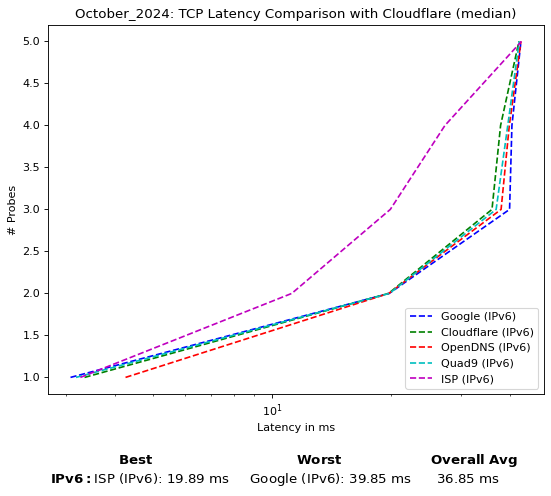 October_2024: TCP Latency Comparison with Cloudflare (median)
5.0
4.5
4.0
3.5
3.0
2.5
2.0
1.5
1.0
# Probes
Google (IPv6)
Cloudflare (IPv6)
OpenDNS (IPv6)
Quad9 (IPv6)
ISP (IPv6)
10^1
Latency in ms
Best Worst Overall Avg
IPv6: ISP (IPv6): 19.89 ms Google (IPv6): 39.85 ms 36.85 ms